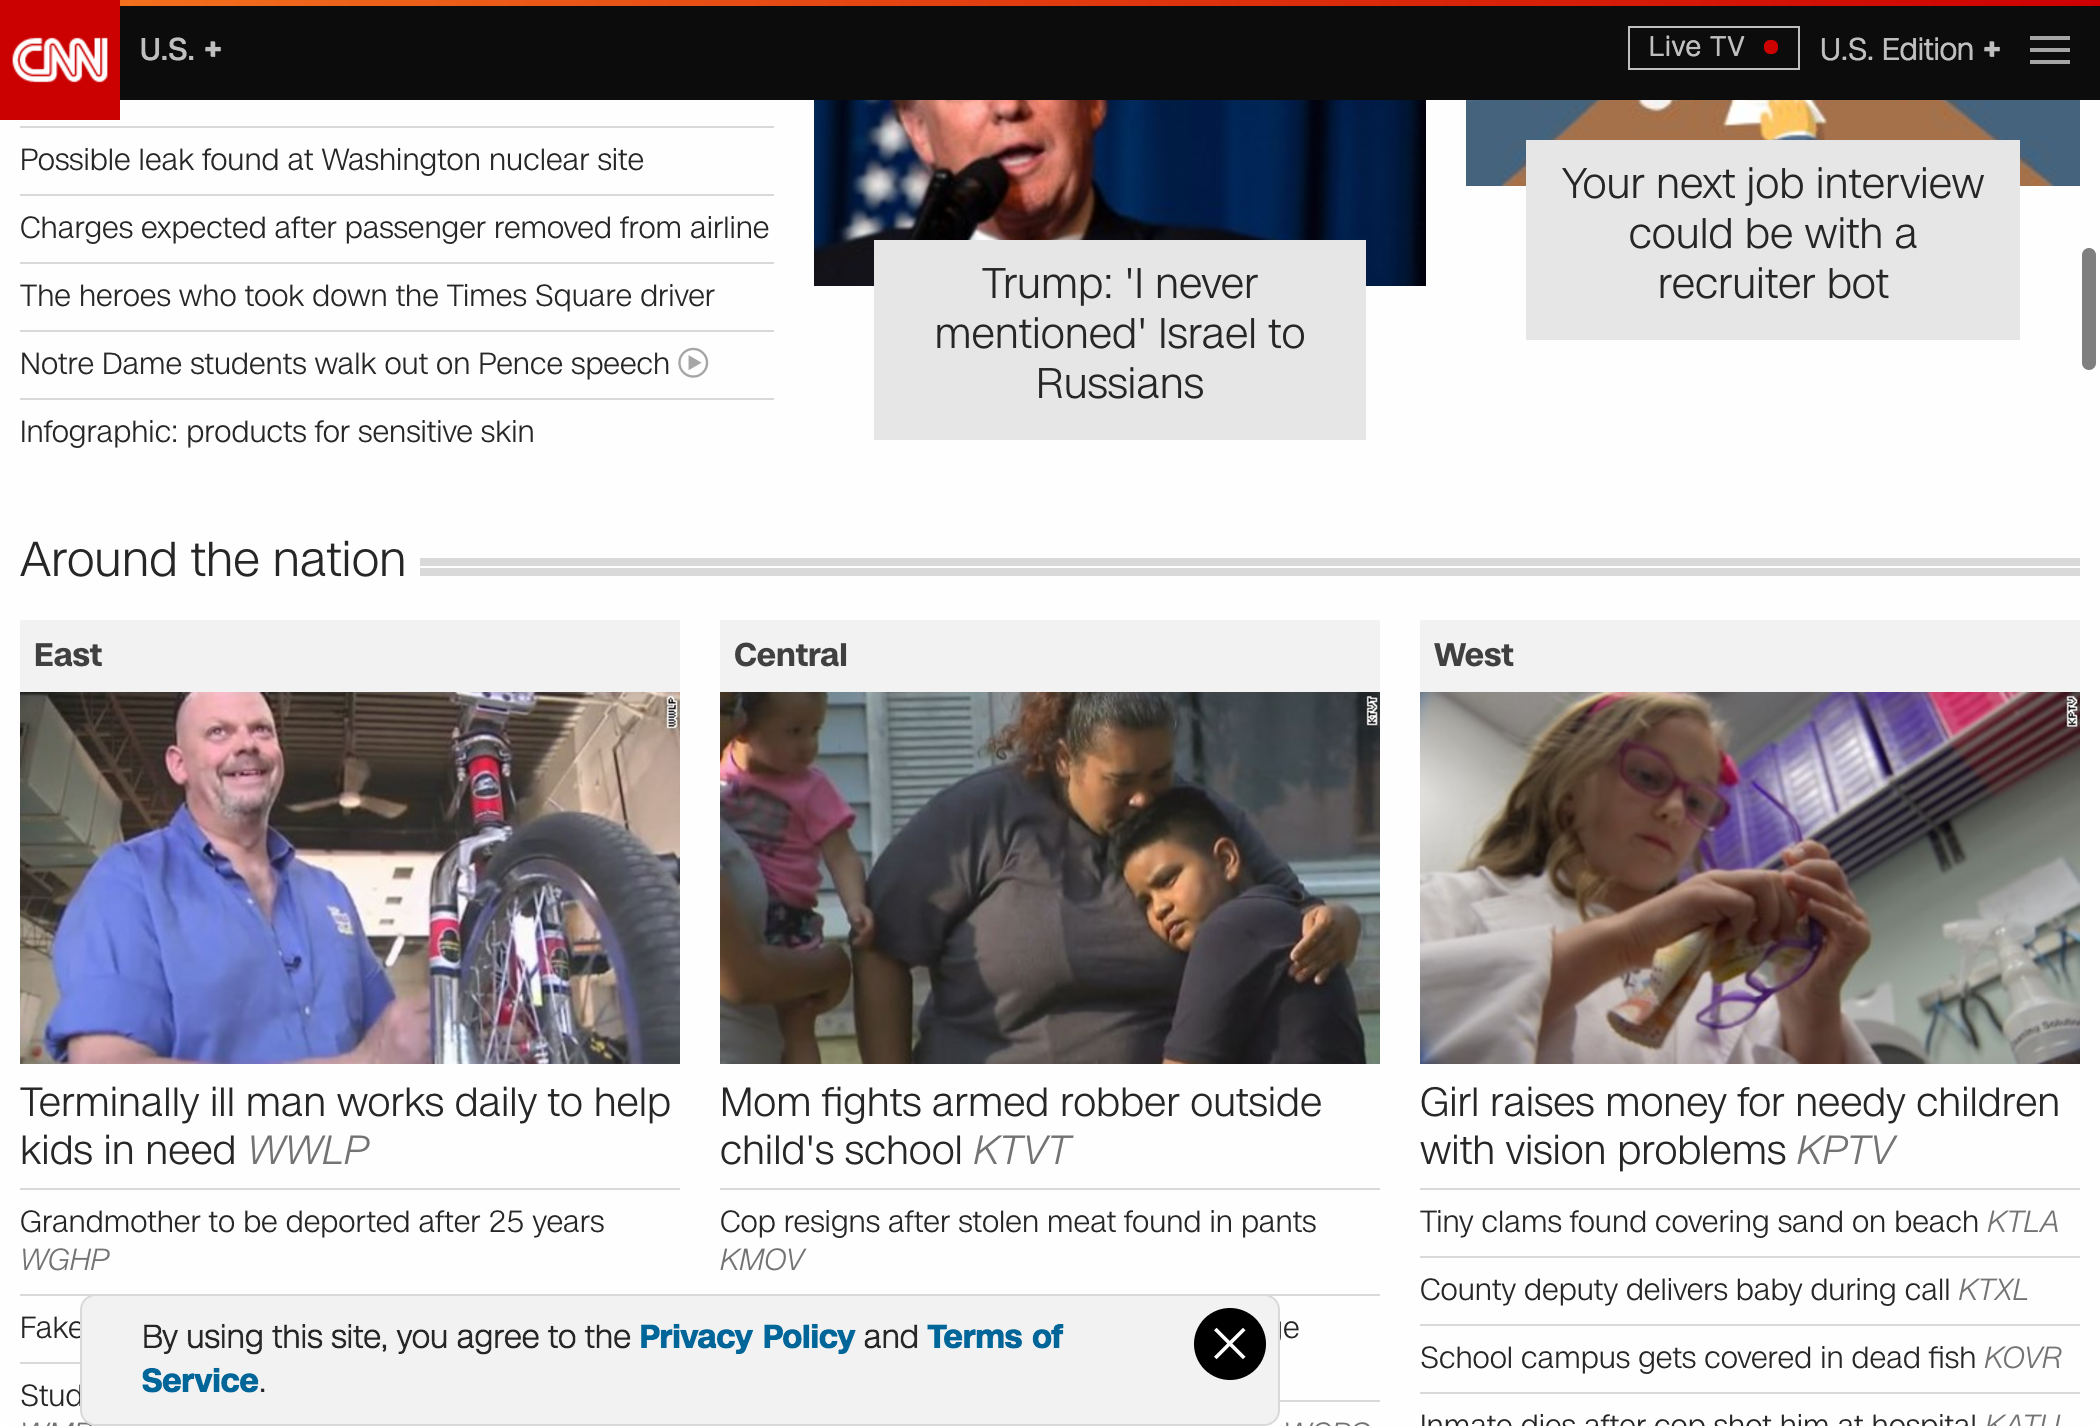 CNN
U.S. +
Live TV
U.S. Edition +
Possible leak found at Washington nuclear site
Charges expected after passenger removed from airline
The heroes who took down the Times Square driver
Notre Dame students walk out on Pence speech
Infographic: products for sensitive skin
Trump: 'I never
mentioned' Israel to
Russians
Your next job interview
could be with a
recruiter bot
Around the nation
East
WWLP
Terminally ill man works daily to help
kids in need WWLP
Grandmother to be deported after 25 years
WGHP
Fake
Stud
Central
KTVT
Mom fights armed robber outside
child's school KTVT
Cop resigns after stolen meat found in pants
KMOV
West
KPTV
Girl raises money for needy children
with vision problems KPTV
Tiny clams found covering sand on beach KTLA
County deputy delivers baby during call KTXL
School campus gets covered in dead fish KOVR
Inmate dies after cop shot him at hospital KATU
By using this site, you agree to the Privacy Policy and Terms of
Service.